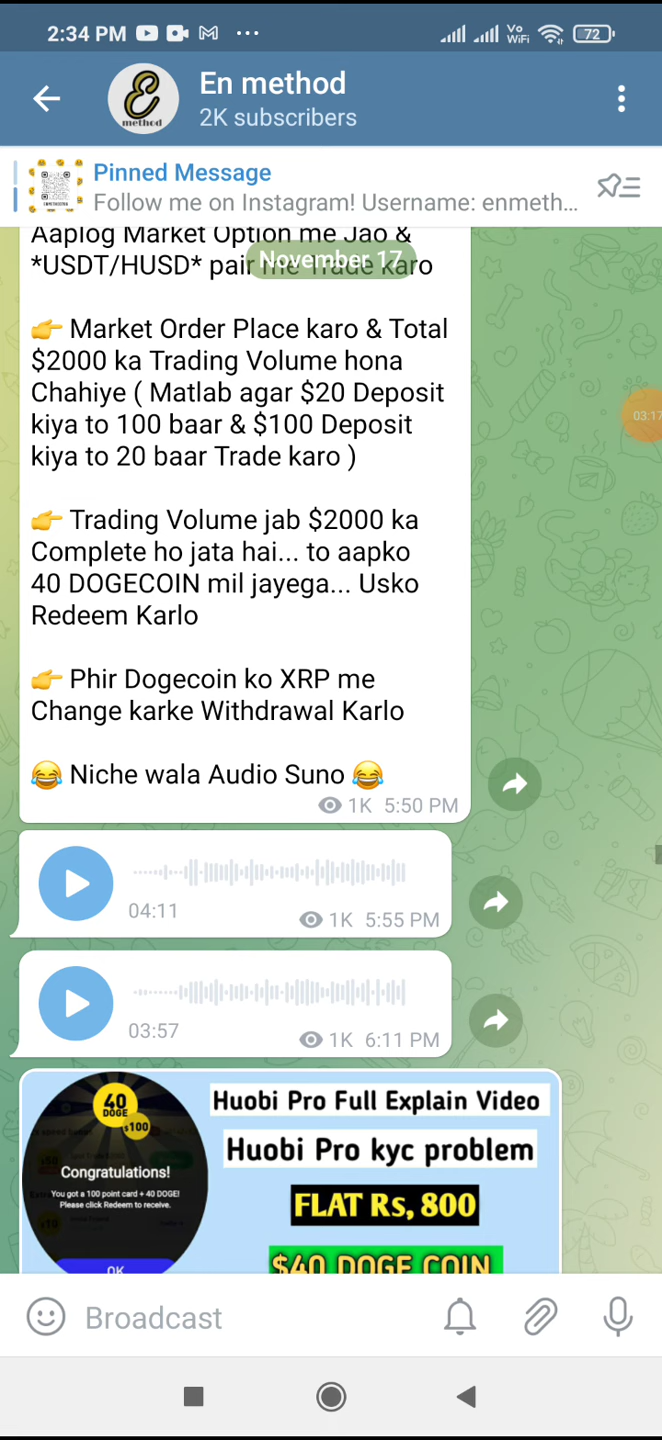 2:34 PM
Vo
WiFi
72
En method
2K subscribers
method
Pinned Message
Follow me on Instagram! Username: enmeth...
Aaplog Market Option me Jao &
November 17
*USDT/HUSD* pair me Trade karo
03:17
👉 Market Order Place karo & Total
$2000 ka Trading Volume hona
Chahiye ( Matlab agar $20 Deposit
kiya to 100 baar & $100 Deposit
kiya to 20 baar Trade karo )
👉 Trading Volume jab $2000 ka
Complete ho jata hai... to aapko
40 DOGECOIN mil jayega... Usko
Redeem Karlo
👉 Phir Dogecoin ko XRP me
Change karke Withdrawal Karlo
😂 Niche wala Audio Suno 😂
1K 5:50 PM
04:11
1K 5:55 PM
03:57
1K 6:11 PM
40
DOGE
$100
Congratulations!
You got a 100 point card + 40 DOGE!
Please click Redeem to receive.
OK
Huobi Pro Full Explain Video
Huobi Pro kyc problem
FLAT Rs, 800
$40 DOGE COIN
Broadcast